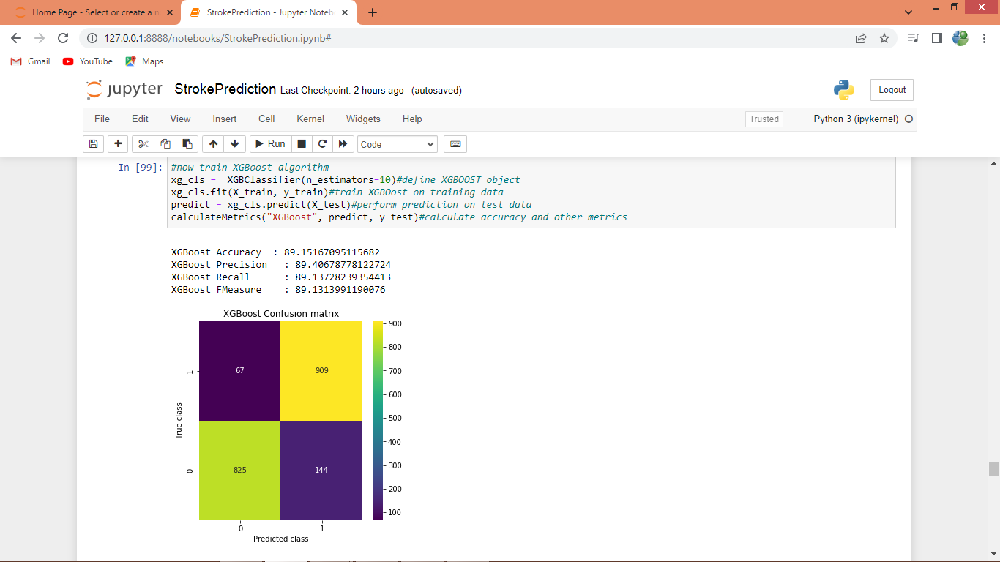 Home Page - Select or create a n
StrokePrediction - Jupyter Noteb
127.0.0.1:8888/notebooks/StrokePrediction.ipynb#
Gmail YouTube Maps
jupyter StrokePrediction Last Checkpoint: 2 hours ago (autosaved) Logout
File Edit View Insert Cell Kernel Widgets Help Trusted Python 3 (ipykernel)
Run Code
In [99]: #now train XGBoost algorithm
xg_cls =  XGBClassifier(n_estimators=10)#define XGBOOST object
xg_cls.fit(X_train, y_train)#train XGBOost on training data
predict = xg_cls.predict(X_test)#perform prediction on test data
calculateMetrics("XGBoost", predict, y_test)#calculate accuracy and other metrics
XGBoost Accuracy  : 89.15167095115682
XGBoost Precision   : 89.40678778122724
XGBoost Recall      : 89.13728239354413
XGBoost FMeasure    : 89.1313991190076
XGBoost Confusion matrix
True class
1
0
67 909
825 144
0 1
Predicted class
900
800
700
600
500
400
300
200
100